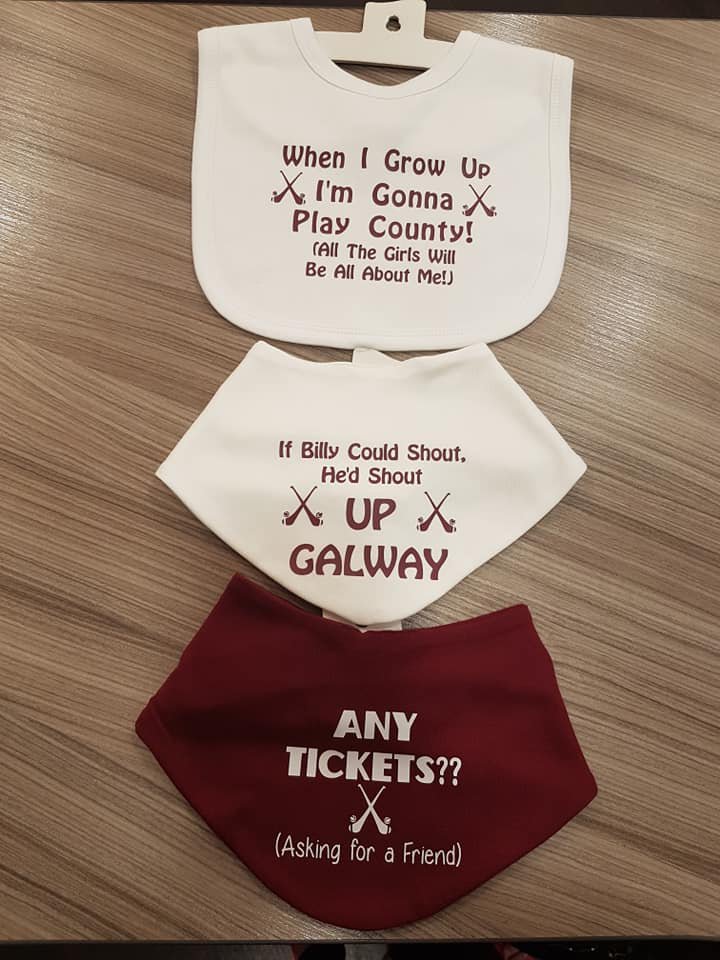 When I Grow Up
I'm Gonna
Play County!
(All The Girls Will
Be All About Me!)
If Billy Could Shout,
He'd Shout
UP
GALWAY
ANY
TICKETS??
(Asking for a Friend)